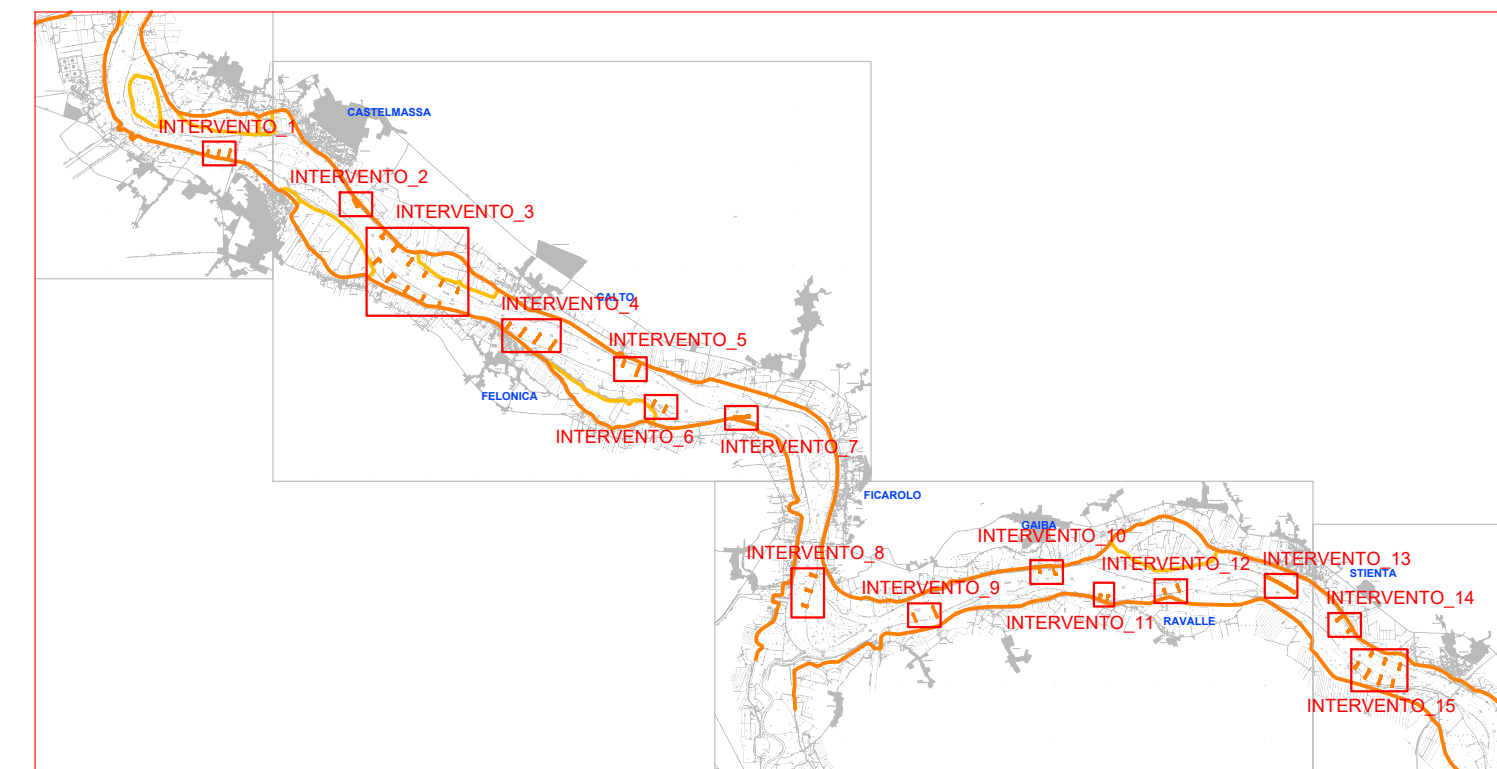 CASTELMASSA
INTERVENTO_1
INTERVENTO_2
INTERVENTO_3
CALTO
INTERVENTO_4
INTERVENTO_5
FELONICA
INTERVENTO_6
INTERVENTO_7
FICAROLO
GAIBA
INTERVENTO_10
INTERVENTO_8
INTERVENTO_12
INTERVENTO_13
STIENTA
INTERVENTO_9
INTERVENTO_14
INTERVENTO_11
RAVALLE
INTERVENTO_15